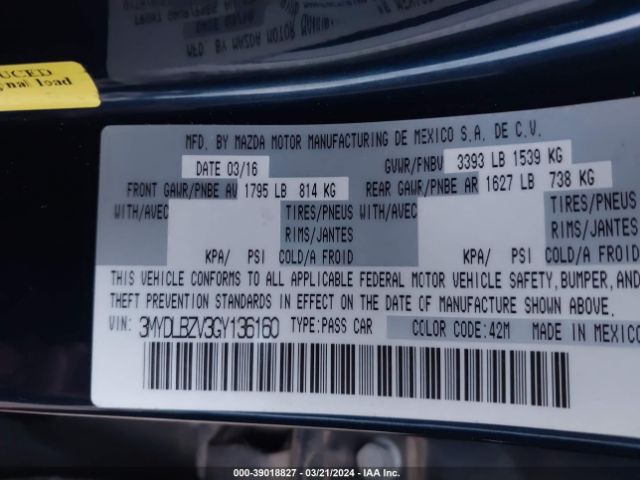 MFD. BY MAZDA MOTOR
UCED
nal load
MFD. BY MAZDA MOTOR MANUFACTURING DE MEXICO S.A. DE C.V.
DATE 03/16 GVWR/PNBV 3393 LB 1539 KG
FRONT GAWR/PNBE AV 1795 LB 814 KG REAR GAWR/PNBE AR 1627 LB 738 KG
WITH/AVEC TIRES/PNEUS WITH/AVEC TIRES/PNEUS
RIMS/JANTES RIMS/JANTES
KPA/ PSI COLD/A FROID KPA/ PSI COLD/A FROID
THIS VEHICLE CONFORMS TO ALL APPLICABLE FEDERAL MOTOR VEHICLE SAFETY, BUMPER, AND
THEFT PREVENTION STANDARDS IN EFFECT ON THE DATE OF MANUFACTURE SHOWN ABOVE.
VIN: 3MYDLBZV3GY136160 TYPE:PASS CAR COLOR CODE:42M MADE IN MEXICO
000-39018827 - 03/21/2024 - IAA Inc.